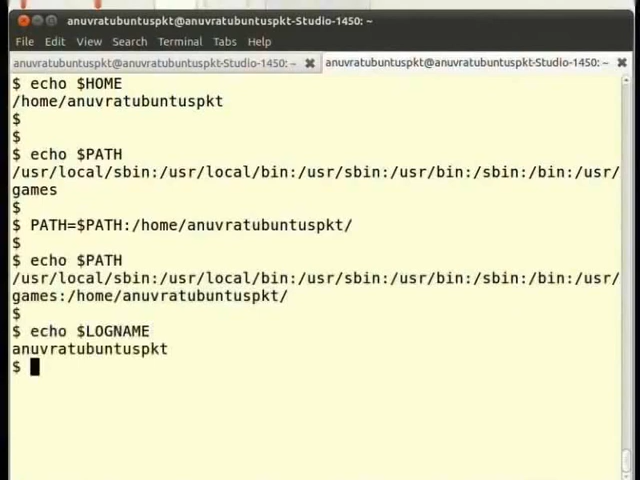 anuvratubuntuspkt@anuvratubuntuspkt-Studio-1450: ~
File Edit View Search Terminal Tabs Help
anuvratubuntuspkt@anuvratubuntuspkt-Studio-1450: ~ anuvratubuntuspkt@anuvratubuntuspkt-Studio-1450: ~
$ echo $HOME
/home/anuvratubuntuspkt
$
$
$ echo $PATH
/usr/local/sbin:/usr/local/bin:/usr/sbin:/usr/bin:/sbin:/bin:/usr/
games
$
$ PATH=$PATH:/home/anuvratubuntuspkt/
$
$ echo $PATH
/usr/local/sbin:/usr/local/bin:/usr/sbin:/usr/bin:/sbin:/bin:/usr/
games:/home/anuvratubuntuspkt/
$
$ echo $LOGNAME
anuvratubuntuspkt
$